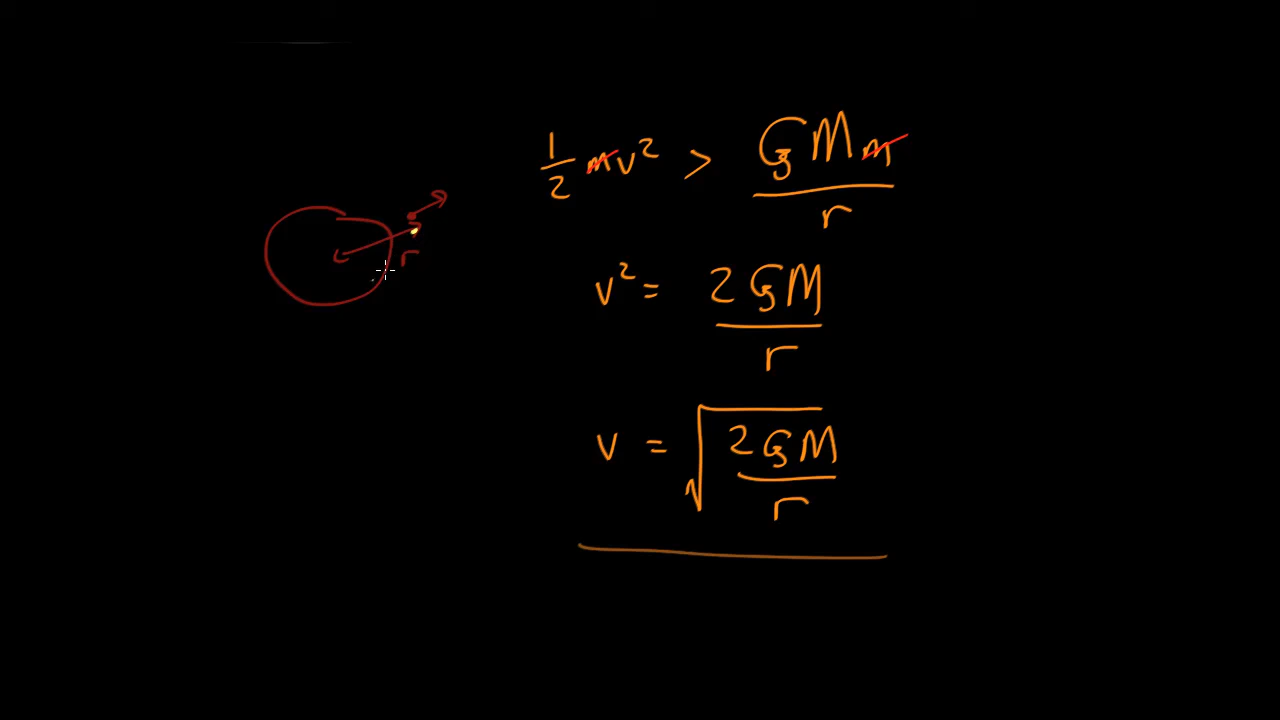 1/2 mv² > GMm/r
r
v² = 2GM/r
v = √(2GM/r)